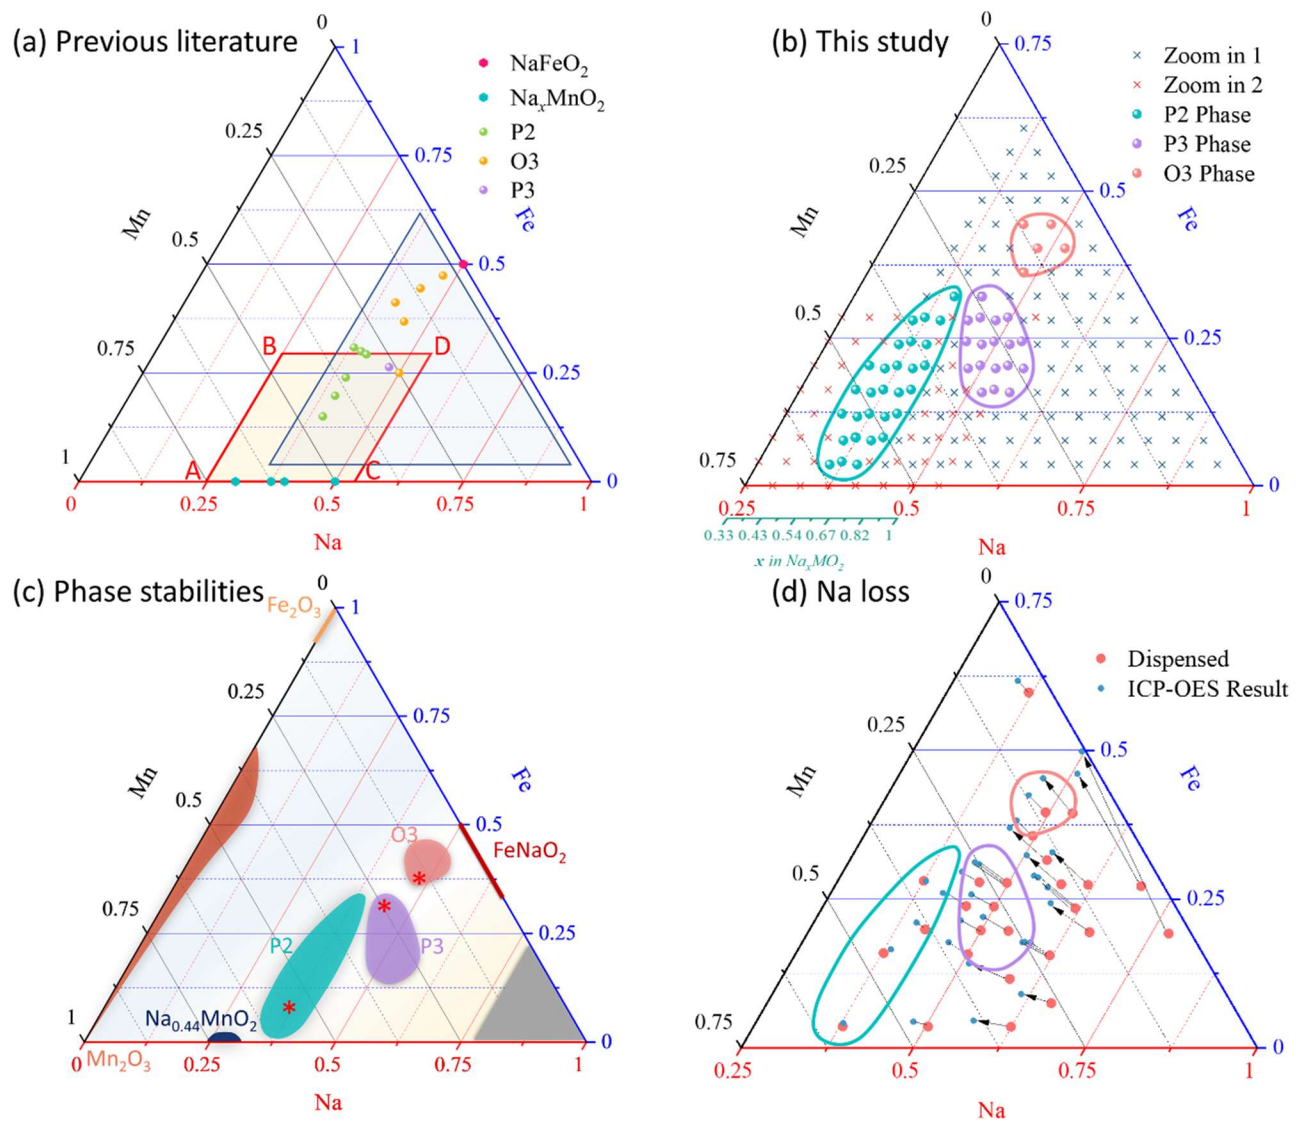 (a) Previous literature
0
1
NaFeO₂
NaₓMnO₂
P2
O3
P3
0.25
0.75
Mn
Fe
0.5
0.5
0.75
B
D
0.25
1
A
C
0
0
0.25
0.5
0.75
1
Na
(b) This study
0
0.75
Zoom in 1
Zoom in 2
P2 Phase
P3 Phase
O3 Phase
0.25
0.5
Mn
Fe
0.5
0.25
0.75
0
0.25
0.5
0.75
1
0.33 0.43 0.54 0.67 0.82 1
x in NaₓMO₂
Na
(c) Phase stabilities
0
Fe₂O₃
1
0.25
0.75
Mn
Fe
0.5
0.5
O3
FeNaO₂
*
*
0.75
P2
P3
0.25
*
1
Na₀.₄₄MnO₂
0
0
Mn₂O₃
0.25
0.5
0.75
1
Na
(d) Na loss
0
0.75
Dispensed
ICP-OES Result
0.25
0.5
Mn
Fe
0.5
0.25
0.75
0
0.25
0.5
0.75
1
Na